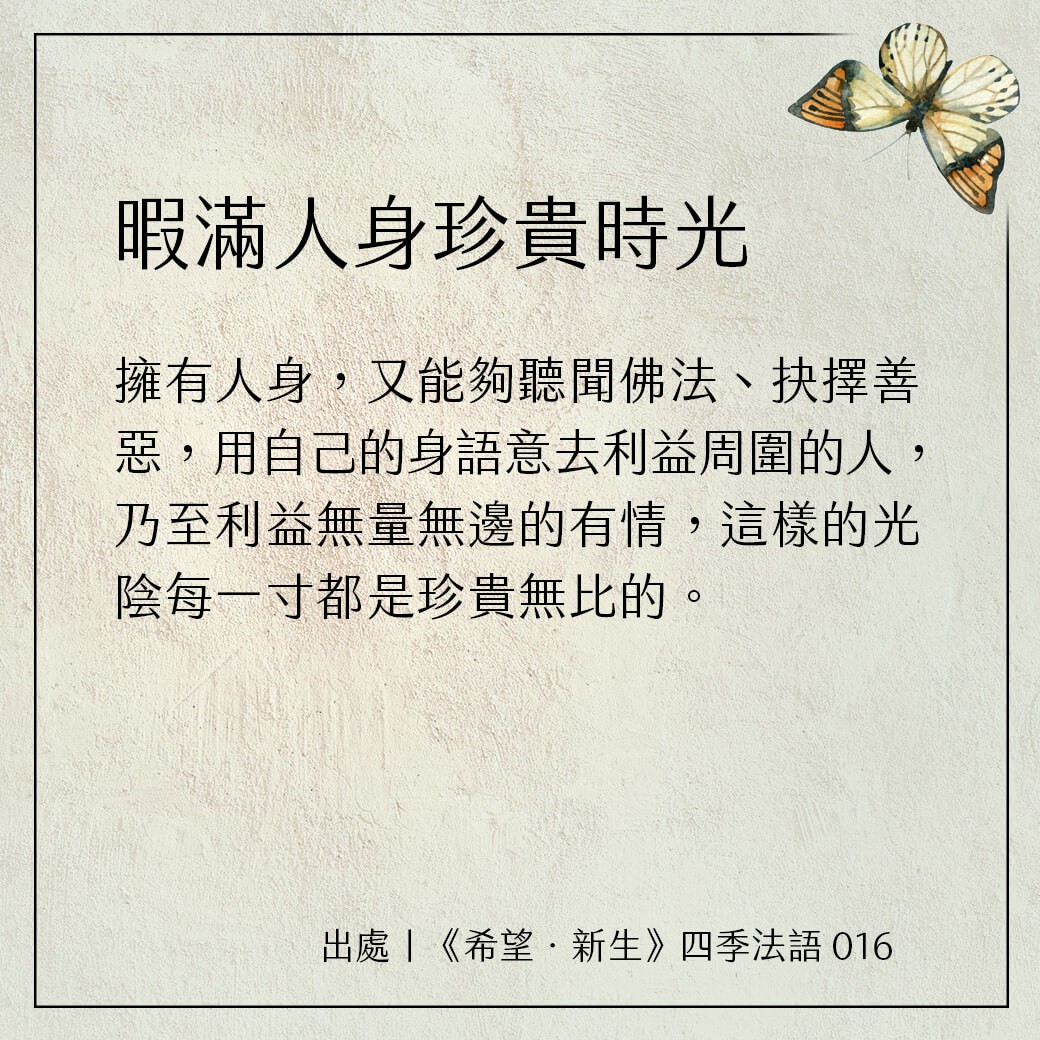 暇滿人身珍貴時光
擁有人身，又能夠聽聞佛法、抉擇善
惡，用自己的身語意去利益周圍的人，
乃至利益無量無邊的有情，這樣的光
陰每一寸都是珍貴無比的。
出處｜《希望．新生》四季法語 016